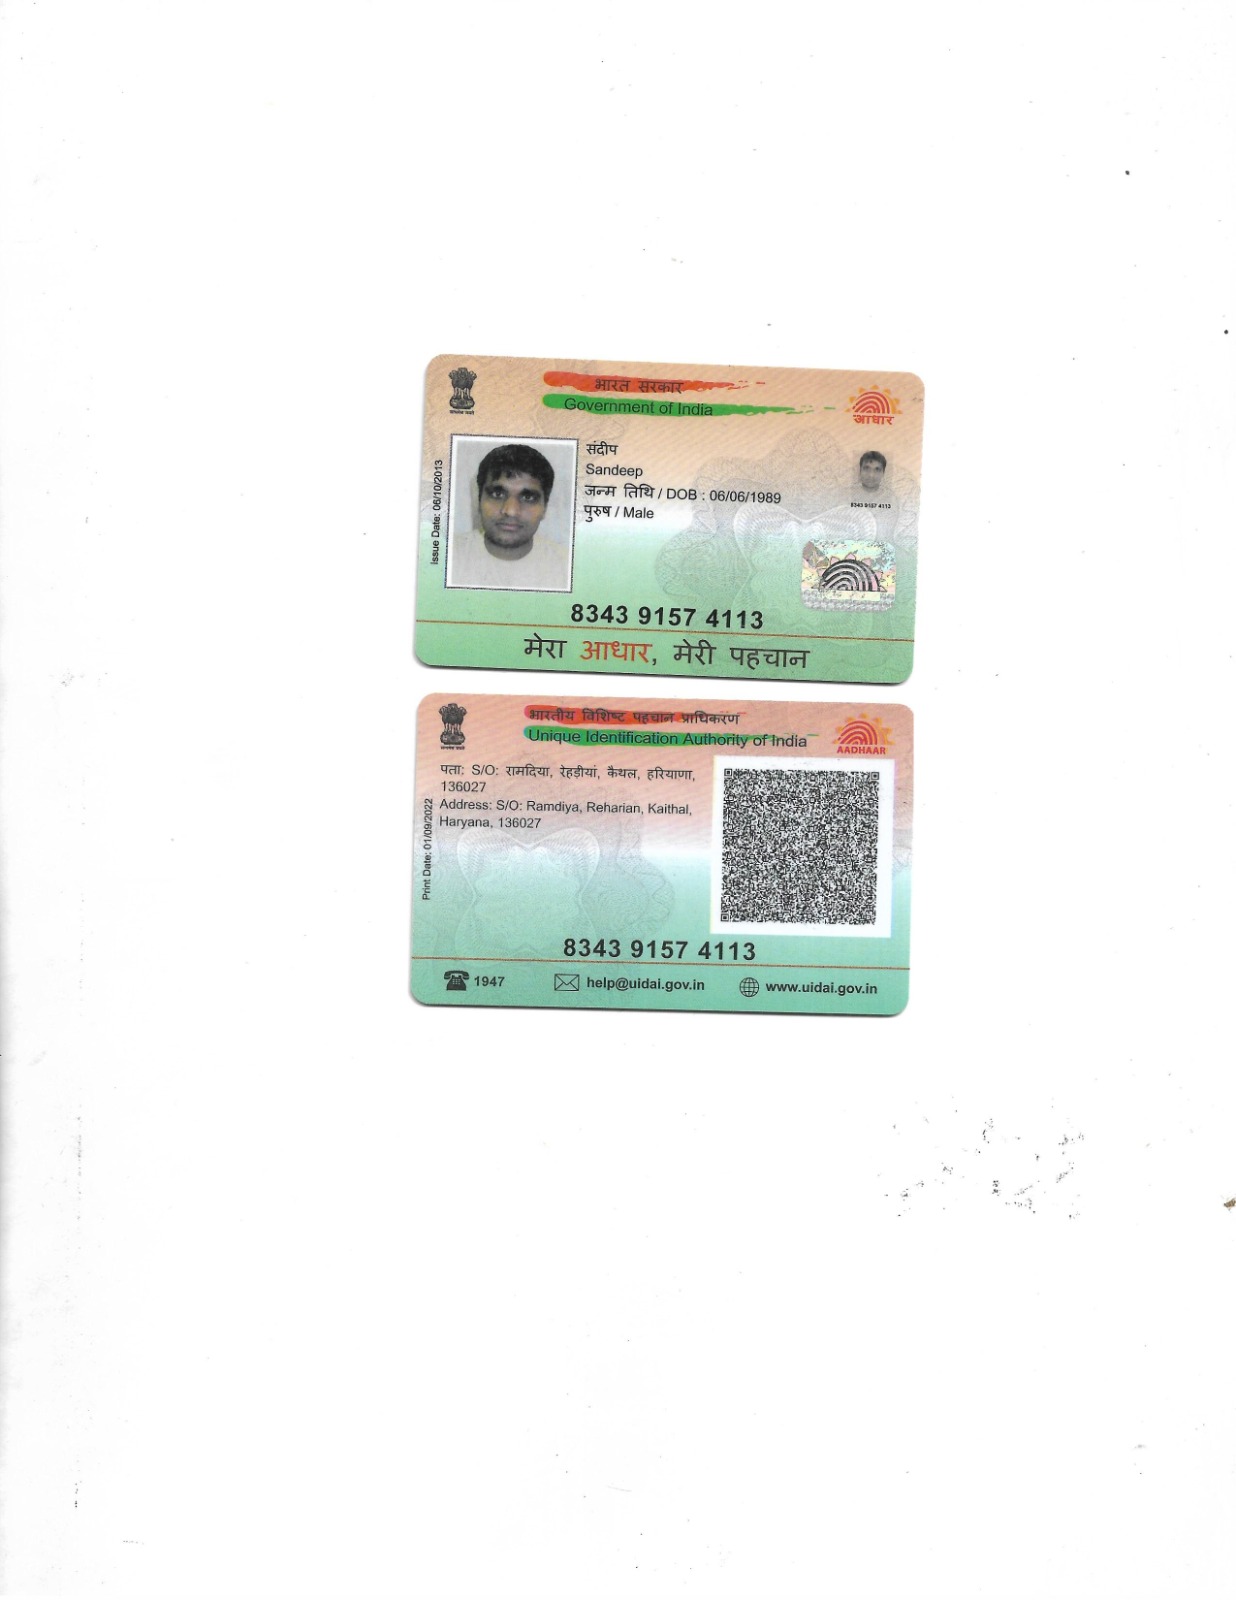 भारत सरकार
Government of India
आधार
Issue Date: 06/10/2013
संदीप
Sandeep
जन्म तिथि / DOB : 06/06/1989
पुरुष / Male
8343 9157 4113
8343 9157 4113
मेरा आधार, मेरी पहचान
भारतीय विशिष्ट पहचान प्राधिकरण
Unique Identification Authority of India
AADHAAR
Print Date: 01/09/2022
पता: S/O: रामदिया, रेहड़ीयां, कैथल, हरियाणा,
136027
Address: S/O: Ramdiya, Reharian, Kaithal,
Haryana, 136027
8343 9157 4113
1947
help@uidai.gov.in
www.uidai.gov.in